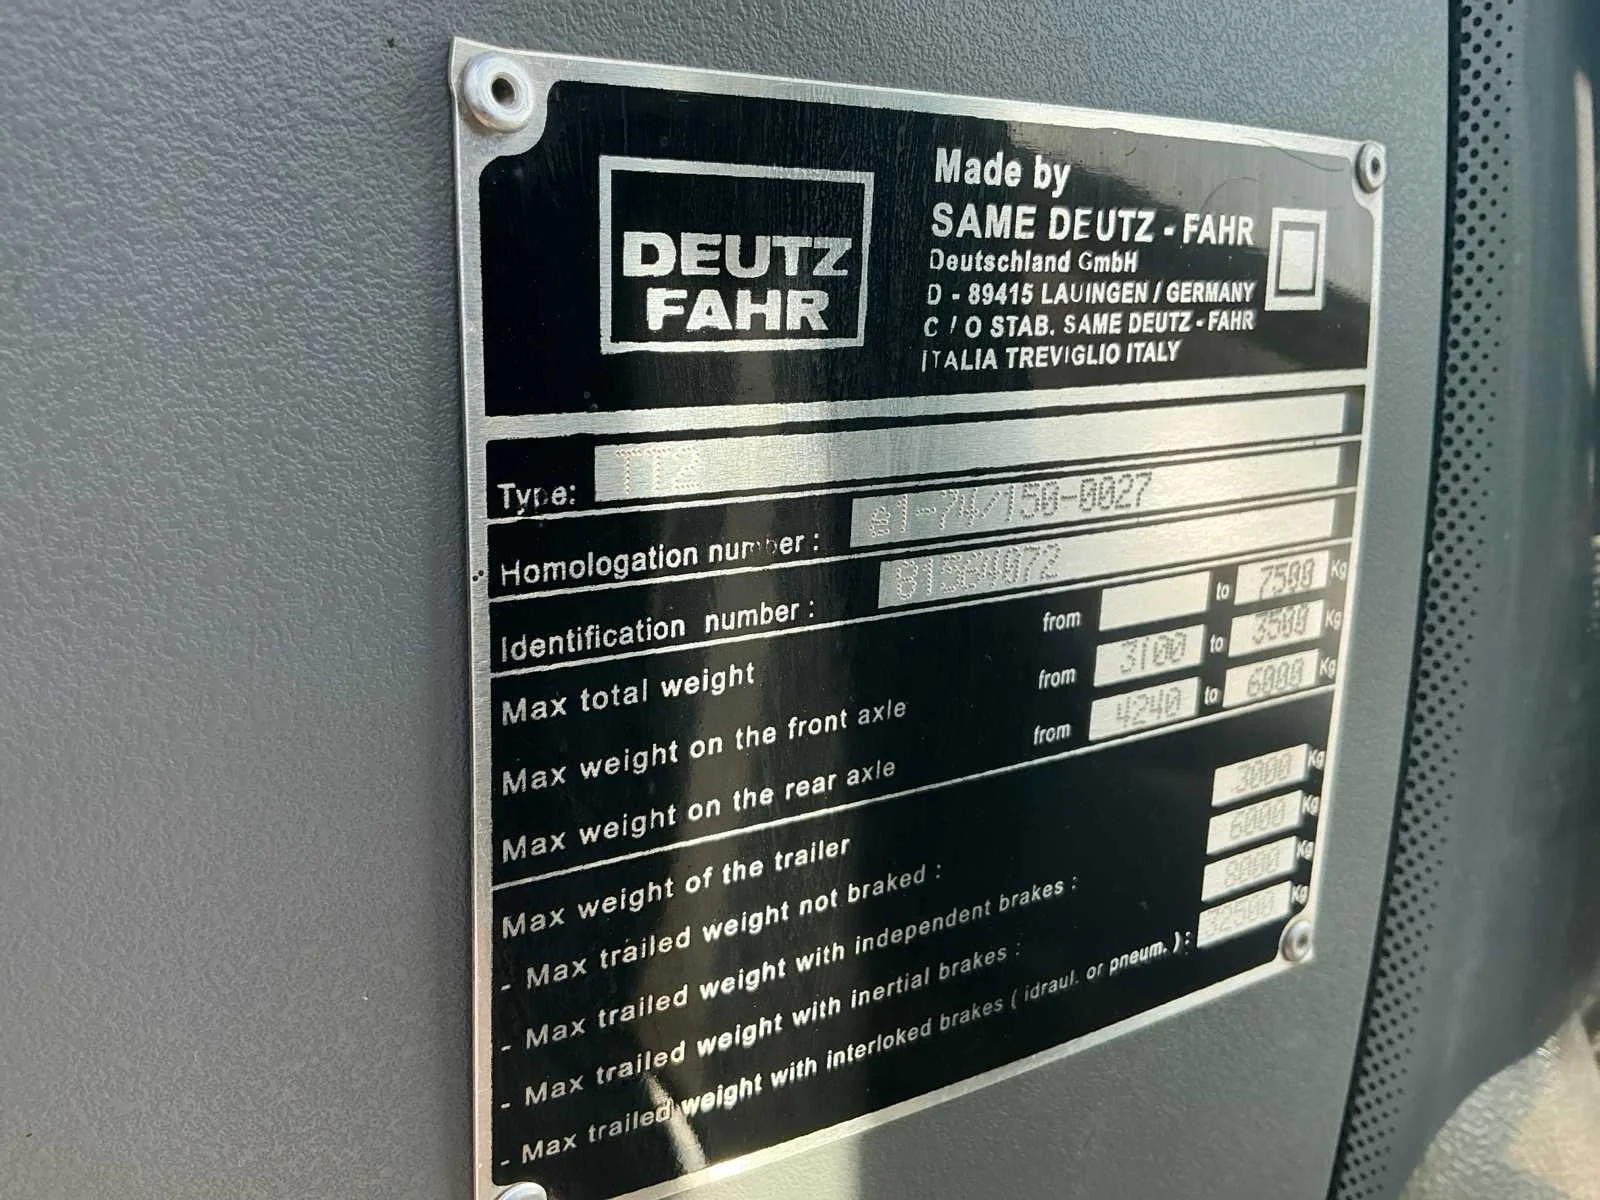 DEUTZ
FAHR
Made by
SAME DEUTZ - FAHR
Deutschland GmbH
D - 89415 LAUINGEN / GERMANY
C / O STAB. SAME DEUTZ - FAHR
ITALIA TREVIGLIO ITALY
Type: TT2
Homologation number : e1-74/150-0027
Identification number :
Max total weight from to 7500 Kg
Max weight on the front axle from 3100 to 3500 Kg
Max weight on the rear axle from 4240 to 6000 Kg
Max weight of the trailer
- Max trailed weight not braked : 3000 Kg
- Max trailed weight with independent brakes : 6000 Kg
- Max trailed weight with inertial brakes : 8000 Kg
- Max trailed weight with interloked brakes ( idraul. or pneum. ) : 32500 Kg